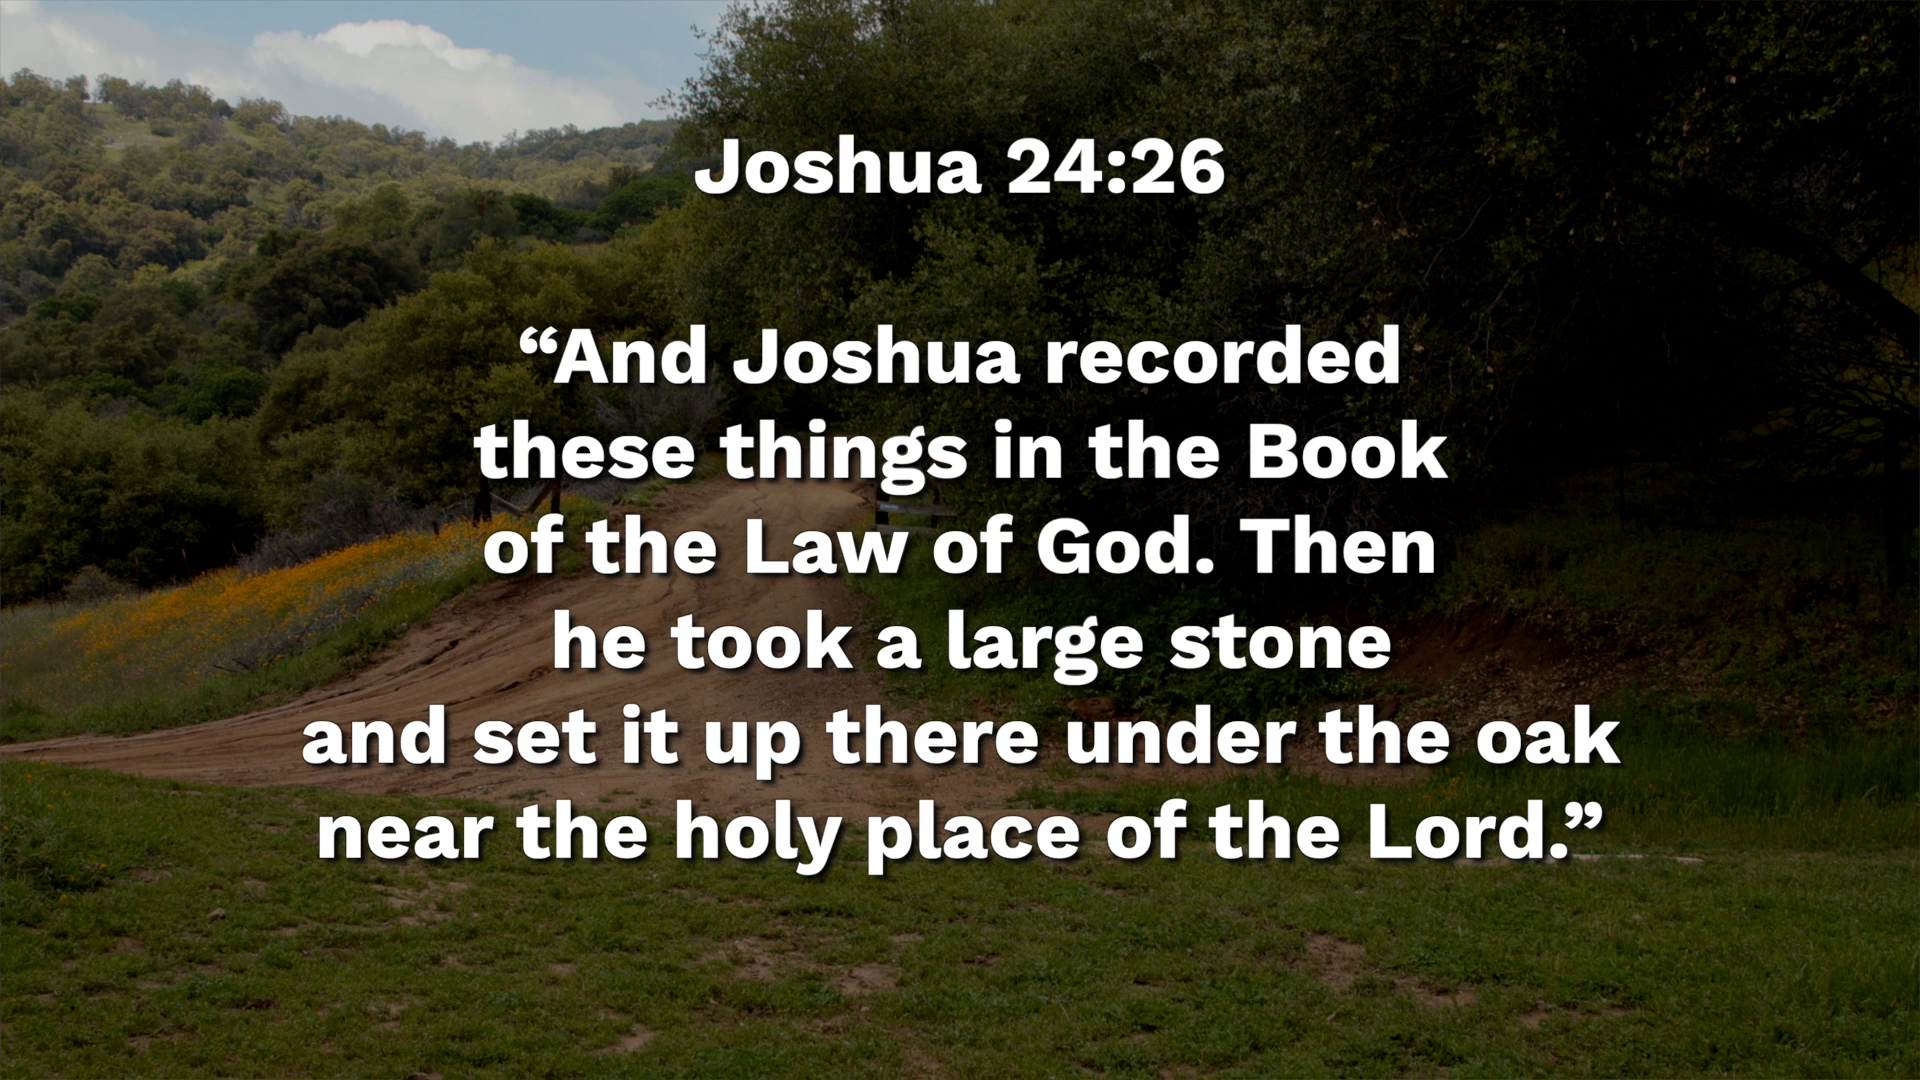 Joshua 24:26
“And Joshua recorded
these things in the Book
of the Law of God. Then
he took a large stone
and set it up there under the oak
near the holy place of the Lord.”